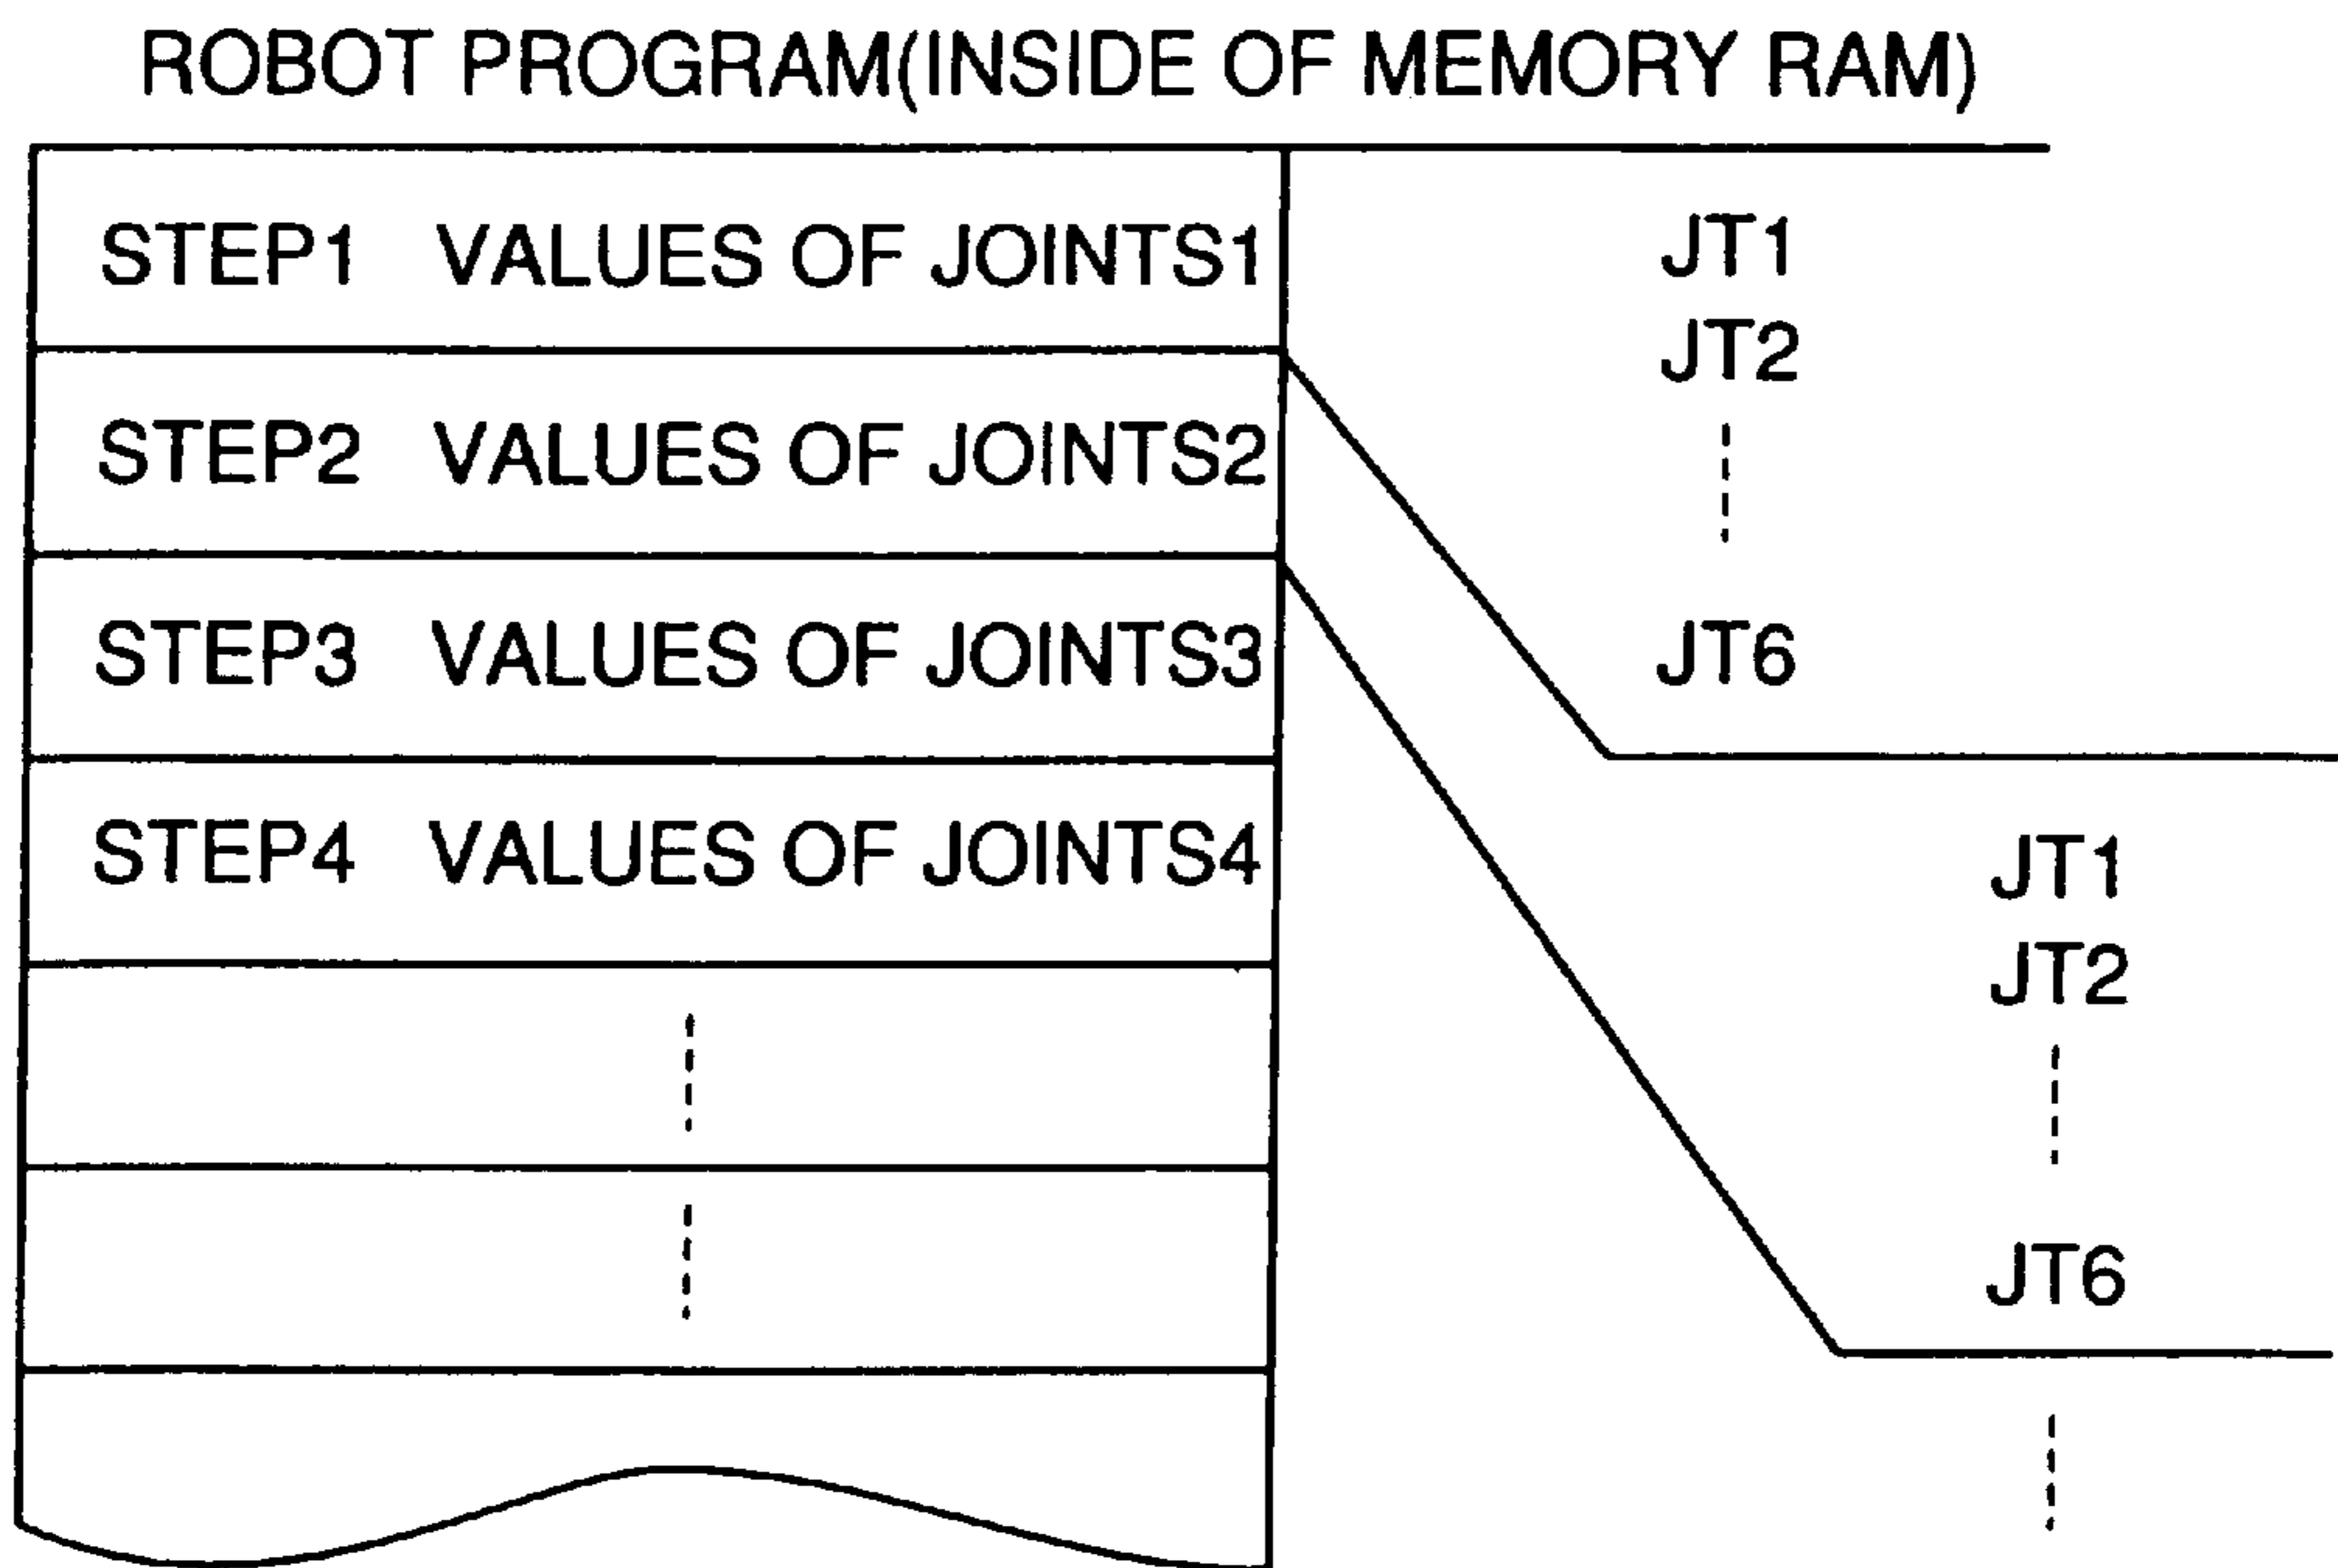 ROBOT PROGRAM(INSIDE OF MEMORY RAM)
STEP1 VALUES OF JOINTS1
STEP2 VALUES OF JOINTS2
STEP3 VALUES OF JOINTS3
STEP4 VALUES OF JOINTS4
JT1
JT2
JT6
JT1
JT2
JT6